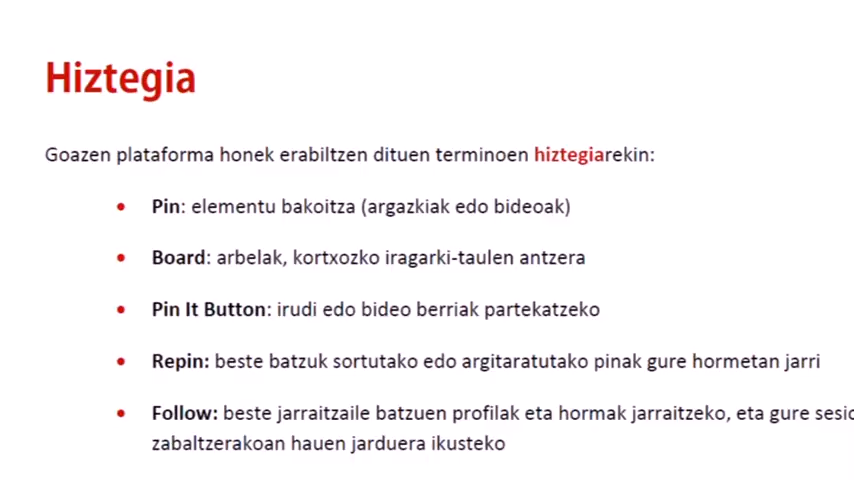 Hiztegia
Goazen plataforma honek erabiltzen dituen terminoen hiztegiarekin:
• Pin: elementu bakoitza (argazkiak edo bideoak)
• Board: arbelak, kortxozko iragarki-taulen antzera
• Pin It Button: irudi edo bideo berriak partekatzeko
• Repin: beste batzuk sortutako edo argitaratutako pinak gure hormetan jarri
• Follow: beste jarraitzaile batzuen profilak eta hormak jarraitzeko, eta gure
zabaltzerakoan hauen jarduera ikusteko